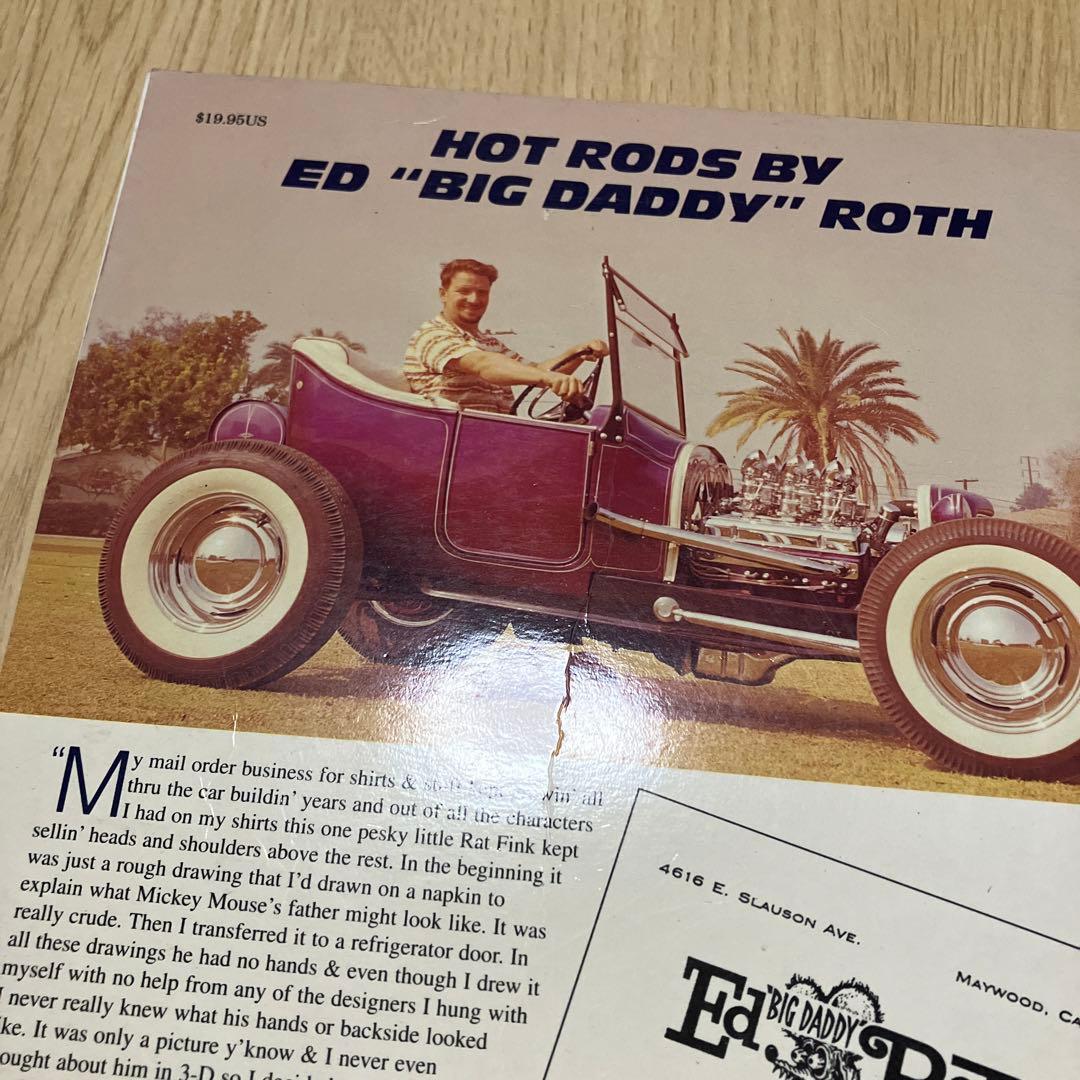 $19.95US
HOT RODS BY
ED "BIG DADDY" ROTH
"My mail order business for shirts & all
thru the car buildin' years and out of all the characters
I had on my shirts this one pesky little Rat Fink kept
sellin' heads and shoulders above the rest. In the beginning it
was just a rough drawing that I'd drawn on a napkin to
explain what Mickey Mouse's father might look like. It was
really crude. Then I transferred it to a refrigerator door. In
all these drawings he had no hands & even though I drew it
myself with no help from any of the designers I hung with
I never really knew what his hands or backside looked
ke. It was only a picture y'know & I never even
ought about him in 3-D so I
4616 E. SLAUSON AVE.
MAYWOOD, CA
Ed "BIG DADDY"